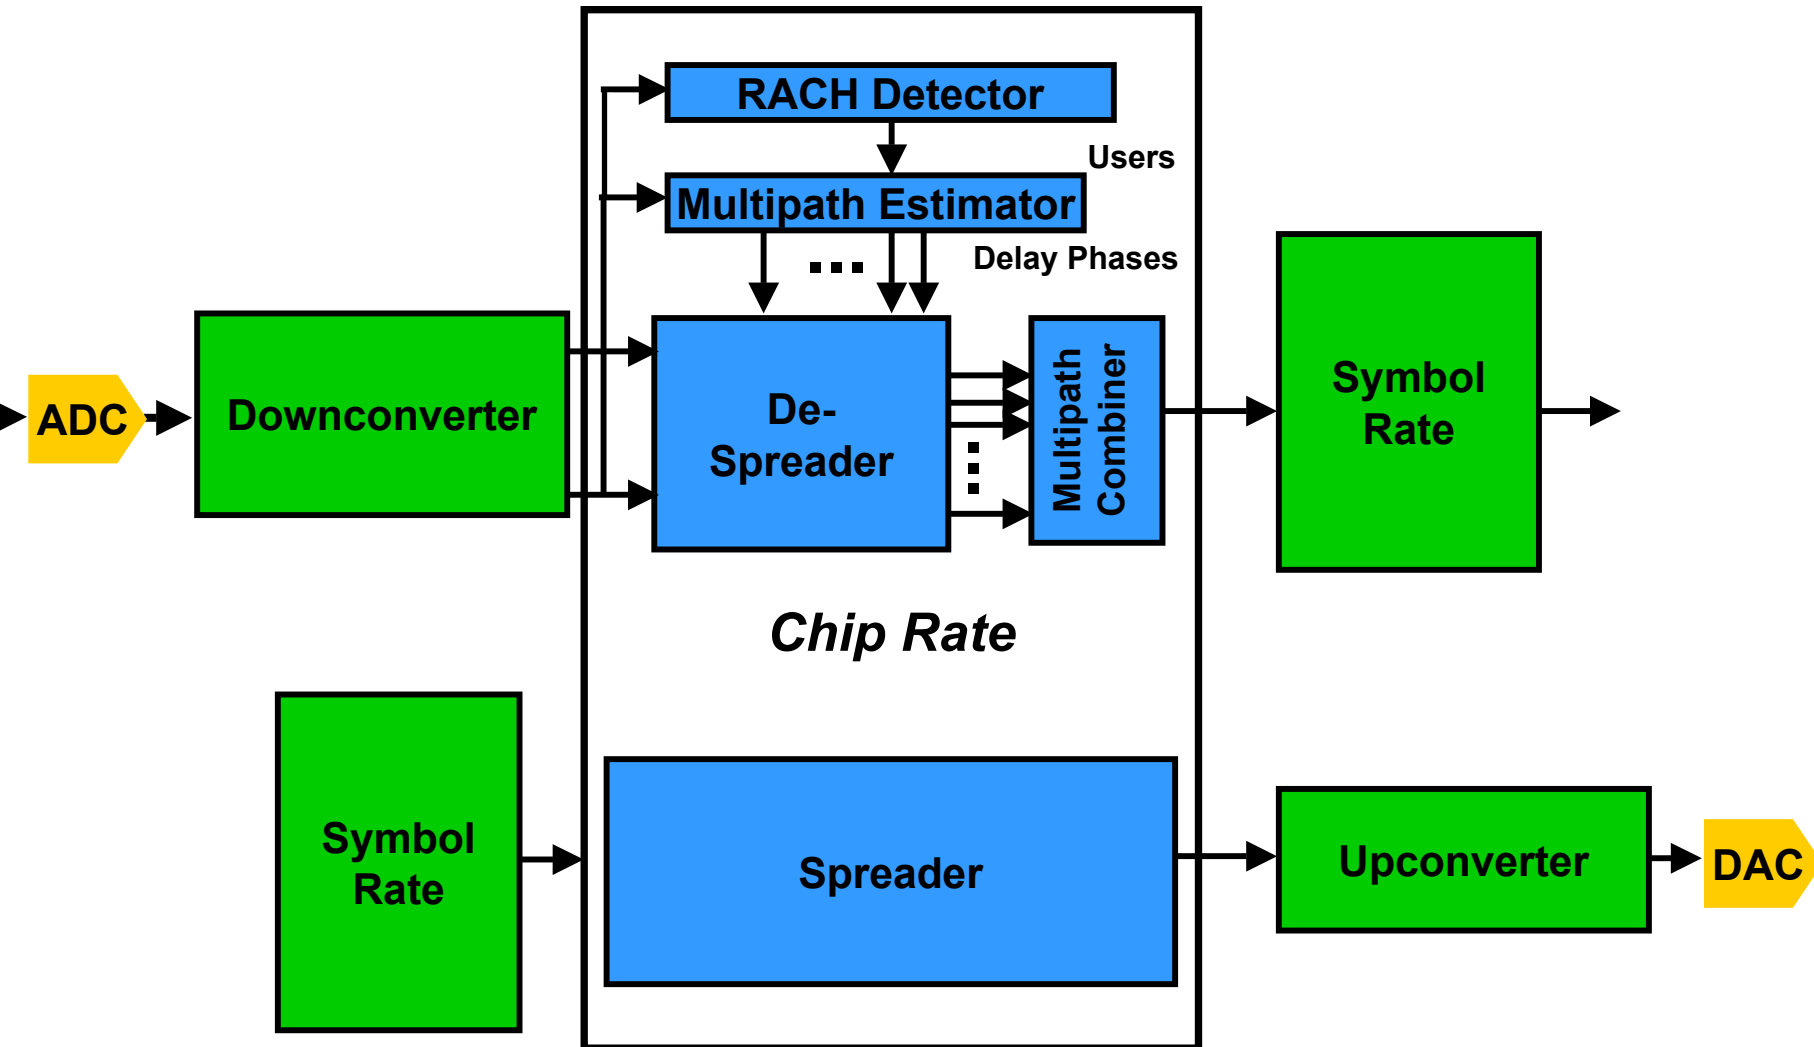 RACH Detector
Users
Multipath Estimator
Delay Phases
ADC
Downconverter
De-
Spreader
Multipath
Combiner
Symbol
Rate
Chip Rate
Symbol
Rate
Spreader
Upconverter
DAC